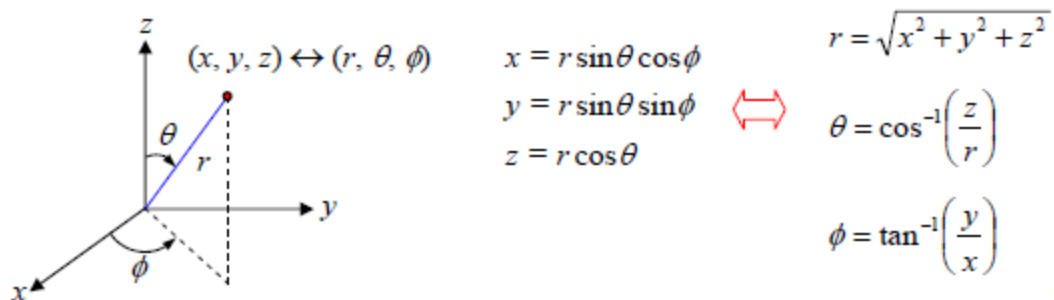 z
(x, y, z) ↔ (r, θ, ϕ)
θ
r
y
ϕ
x
x = r sinθ cosϕ
y = r sinθ sinϕ
z = r cosθ
r = √(x² + y² + z²)
θ = cos⁻¹(z/r)
ϕ = tan⁻¹(y/x)